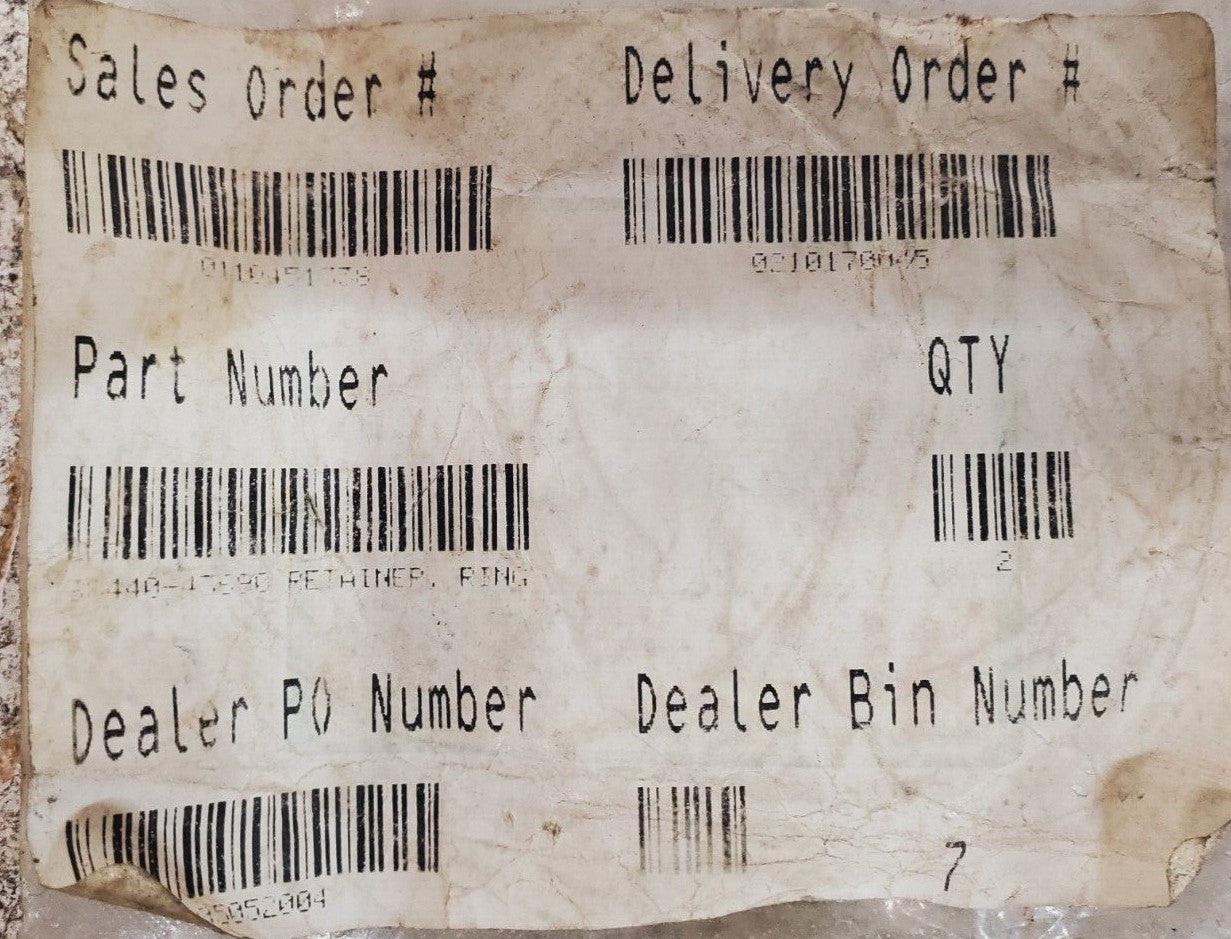 Sales Order #
Delivery Order #
Part Number
QTY
RETAINER, RING
2
Dealer PO Number
Dealer Bin Number
7